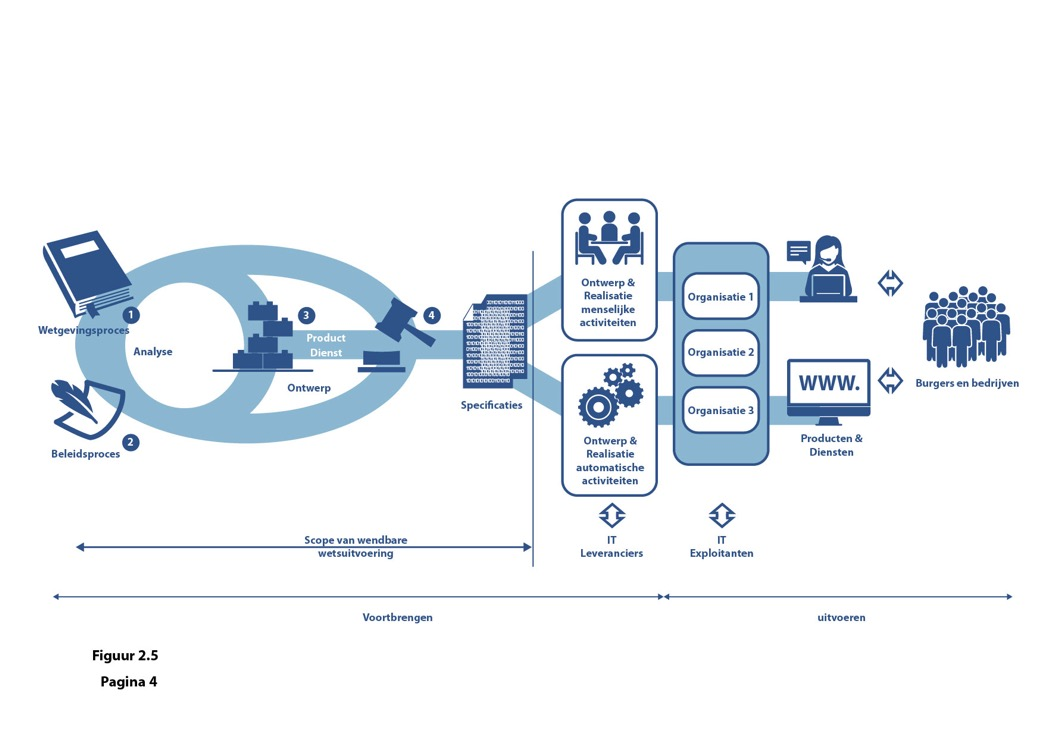 1
Wetgevingsproces
Analyse
2
Beleidsproces
3
Product
Dienst
Ontwerp
4
Specificaties
Ontwerp &
Realisatie
menselijke
activiteiten
Ontwerp &
Realisatie
automatische
activiteiten
Organisatie 1
Organisatie 2
Organisatie 3
WWW.
Producten &
Diensten
Burgers en bedrijven
IT
Leveranciers
IT
Exploitanten
Scope van wendbare
wetsuitvoering
Voortbrengen
uitvoeren
Figuur 2.5
Pagina 4